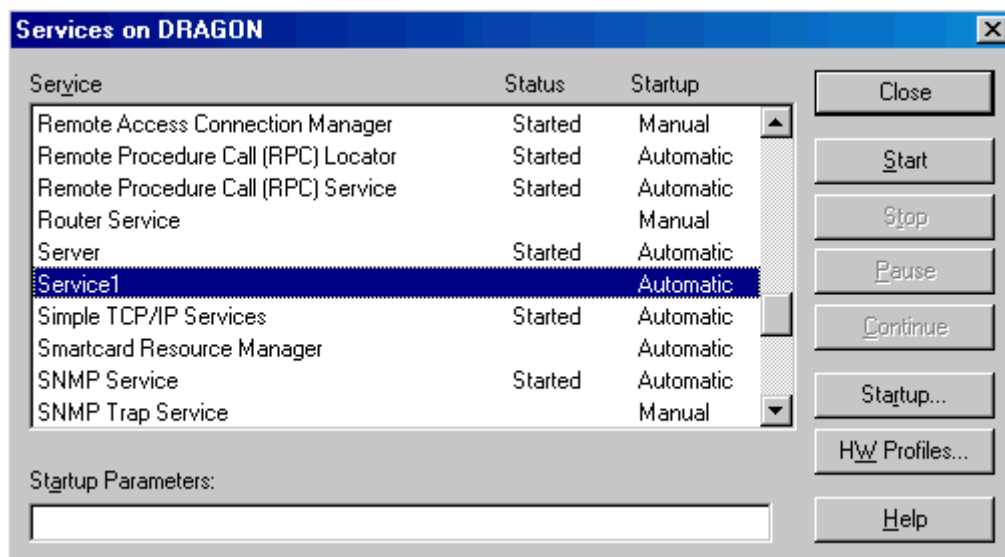 Services on DRAGON
Service Status Startup
Remote Access Connection Manager Started Manual
Remote Procedure Call (RPC) Locator Started Automatic
Remote Procedure Call (RPC) Service Started Automatic
Router Service Manual
Server Started Automatic
Service1 Automatic
Simple TCP/IP Services Started Automatic
Smartcard Resource Manager Automatic
SNMP Service Started Automatic
SNMP Trap Service Manual
Startup Parameters:
Close
Start
Stop
Pause
Continue
Startup...
HW Profiles...
Help